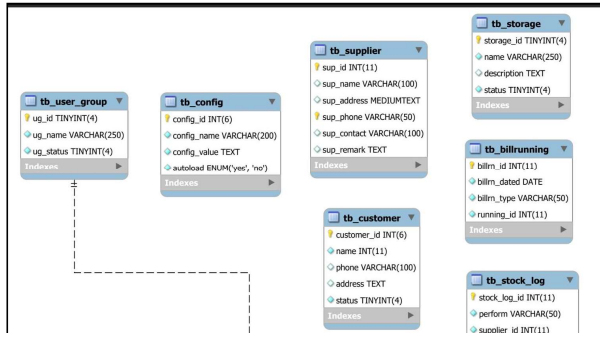 tb_storage
storage_id TINYINT(4)
name VARCHAR(250)
description TEXT
status TINYINT(4)
Indexes
tb_supplier
sup_id INT(11)
sup_name VARCHAR(100)
sup_address MEDIUMTEXT
sup_phone VARCHAR(50)
sup_contact VARCHAR(100)
sup_remark TEXT
Indexes
tb_user_group
ug_id TINYINT(4)
ug_name VARCHAR(250)
ug_status TINYINT(4)
Indexes
tb_config
config_id INT(6)
config_name VARCHAR(200)
config_value TEXT
autoload ENUM('yes', 'no')
Indexes
tb_billrunning
billrn_id INT(11)
billrn_dated DATE
billrn_type VARCHAR(50)
running_id INT(11)
Indexes
tb_customer
customer_id INT(6)
name INT(11)
phone VARCHAR(100)
address TEXT
status TINYINT(4)
Indexes
tb_stock_log
stock_log_id INT(11)
perform VARCHAR(50)
supplier_id INT(11)